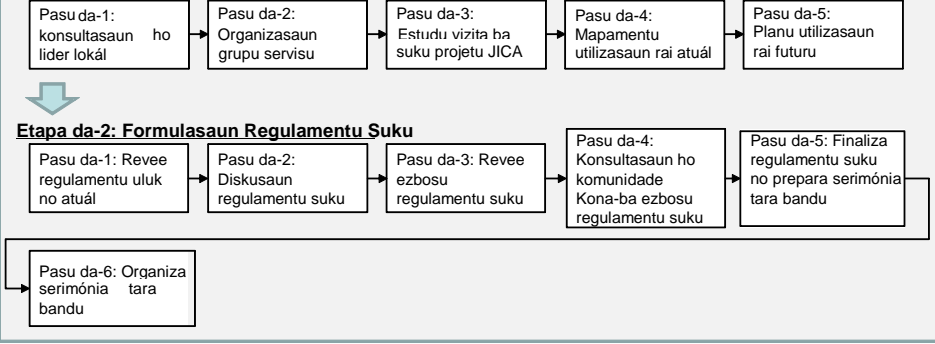 Pasu da-1:
konsultasaun ho
lider lokál
Pasu da-2:
Organizasaun
grupu servisu
Pasu da-3:
Estudu vizita ba
suku projetu JICA
Pasu da-4:
Mapamentu
utilizasaun rai atuál
Pasu da-5:
Planu utilizasaun
rai futuru
Etapa da-2: Formulasaun Regulamentu Suku
Pasu da-1: Revee
regulamentu uluk
no atuál
Pasu da-2:
Diskusaun
regulamentu suku
Pasu da-3: Revee
ezbosu
regulamentu suku
Pasu da-4:
Konsultasaun ho
komunidade
Kona-ba ezbosu
regulamentu suku
Pasu da-5: Finaliza
regulamentu suku
no prepara serimónia
tara bandu
Pasu da-6: Organiza
serimónia tara
bandu